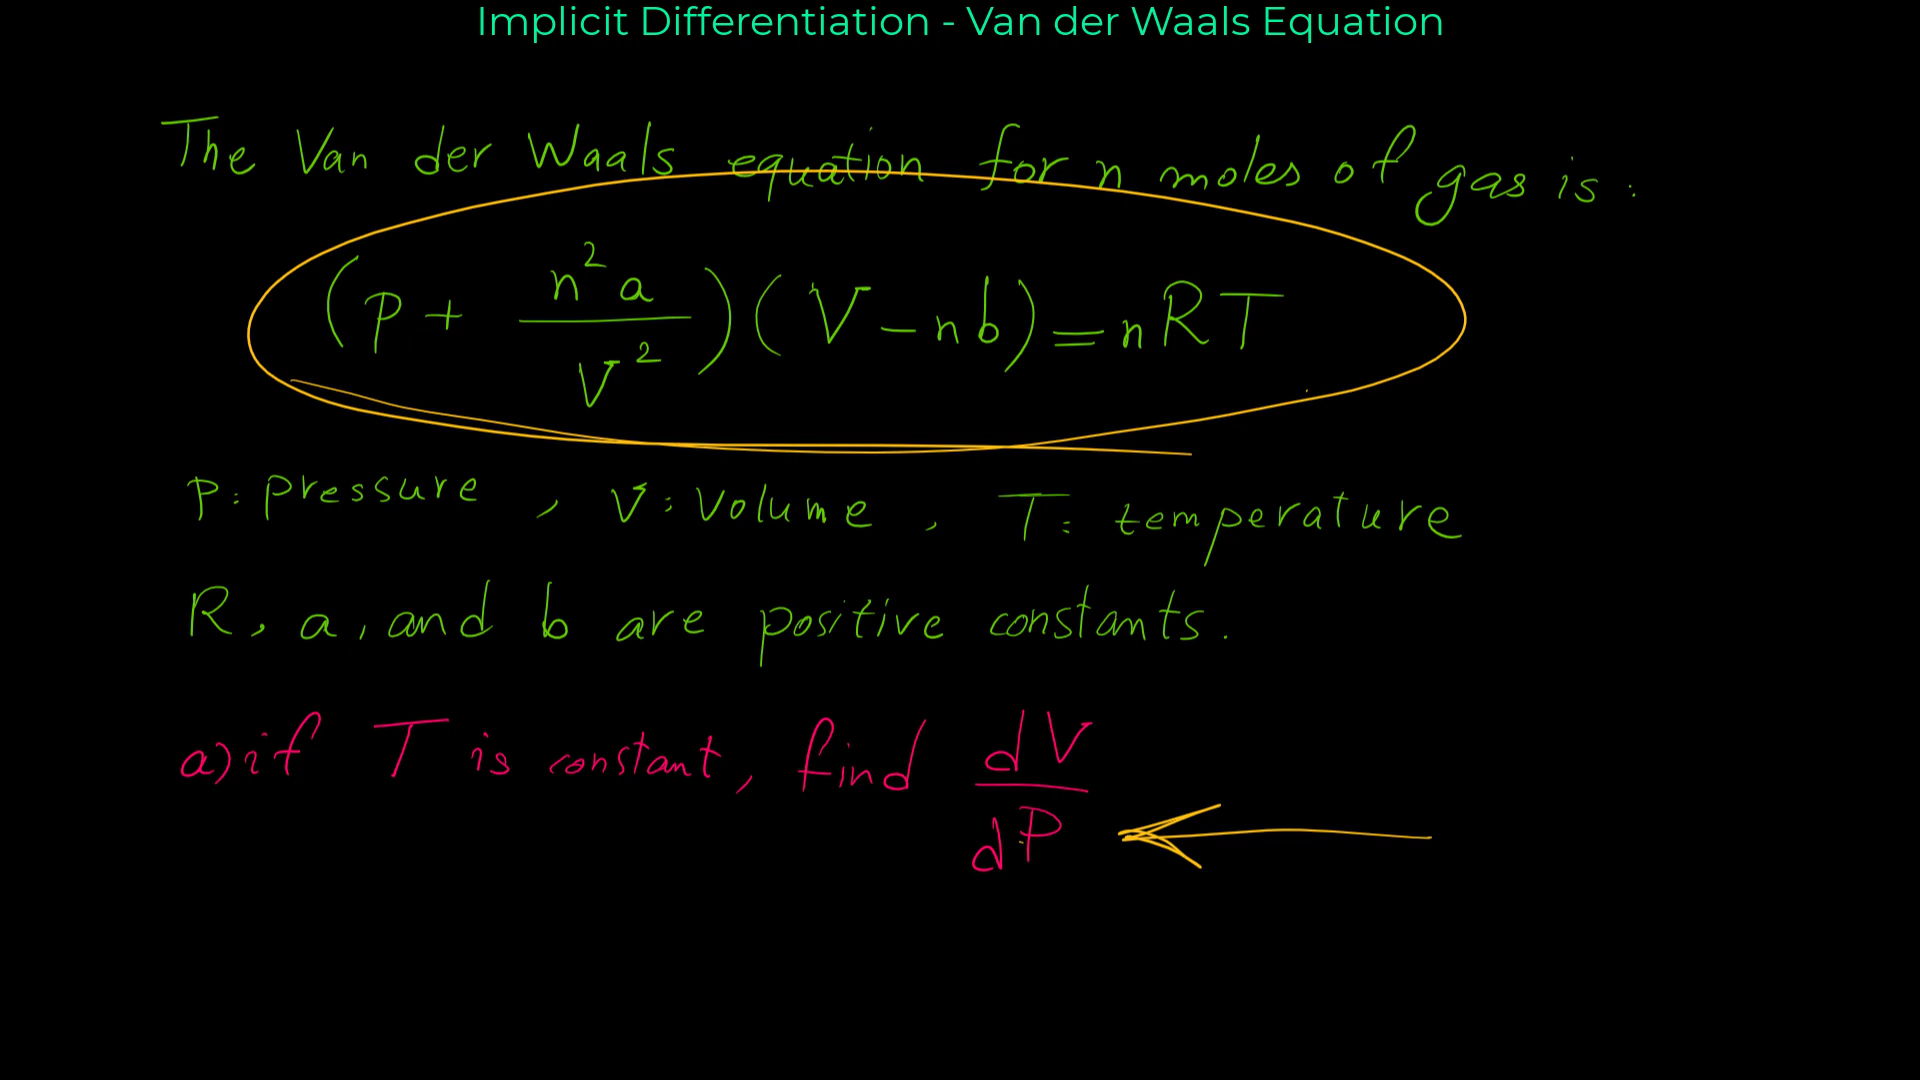 Implicit Differentiation - Van der Waals Equation
The Van der Waals equation for n moles of gas is:
(P + n²a / V²)(V - nb) = nRT
P: pressure, V: Volume, T: temperature
R, a, and b are positive constants.
a) if T is constant, find dV/dP